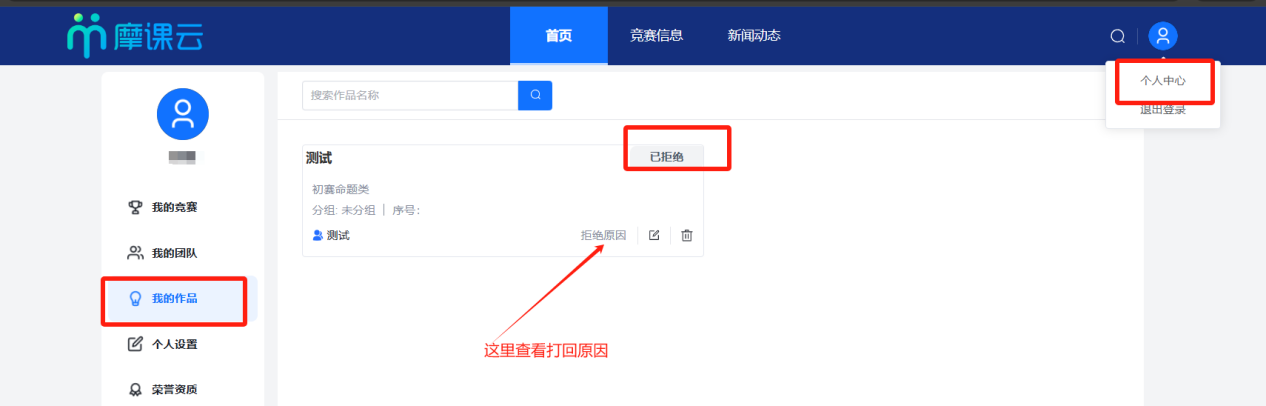 摩课云
首页
竞赛信息
新闻动态
个人中心
退出登录
搜索作品名称
测试
已拒绝
初赛命题类
分组: 未分组 | 序号:
测试
拒绝原因
这里查看打回原因
我的竞赛
我的团队
我的作品
个人设置
荣誉资质